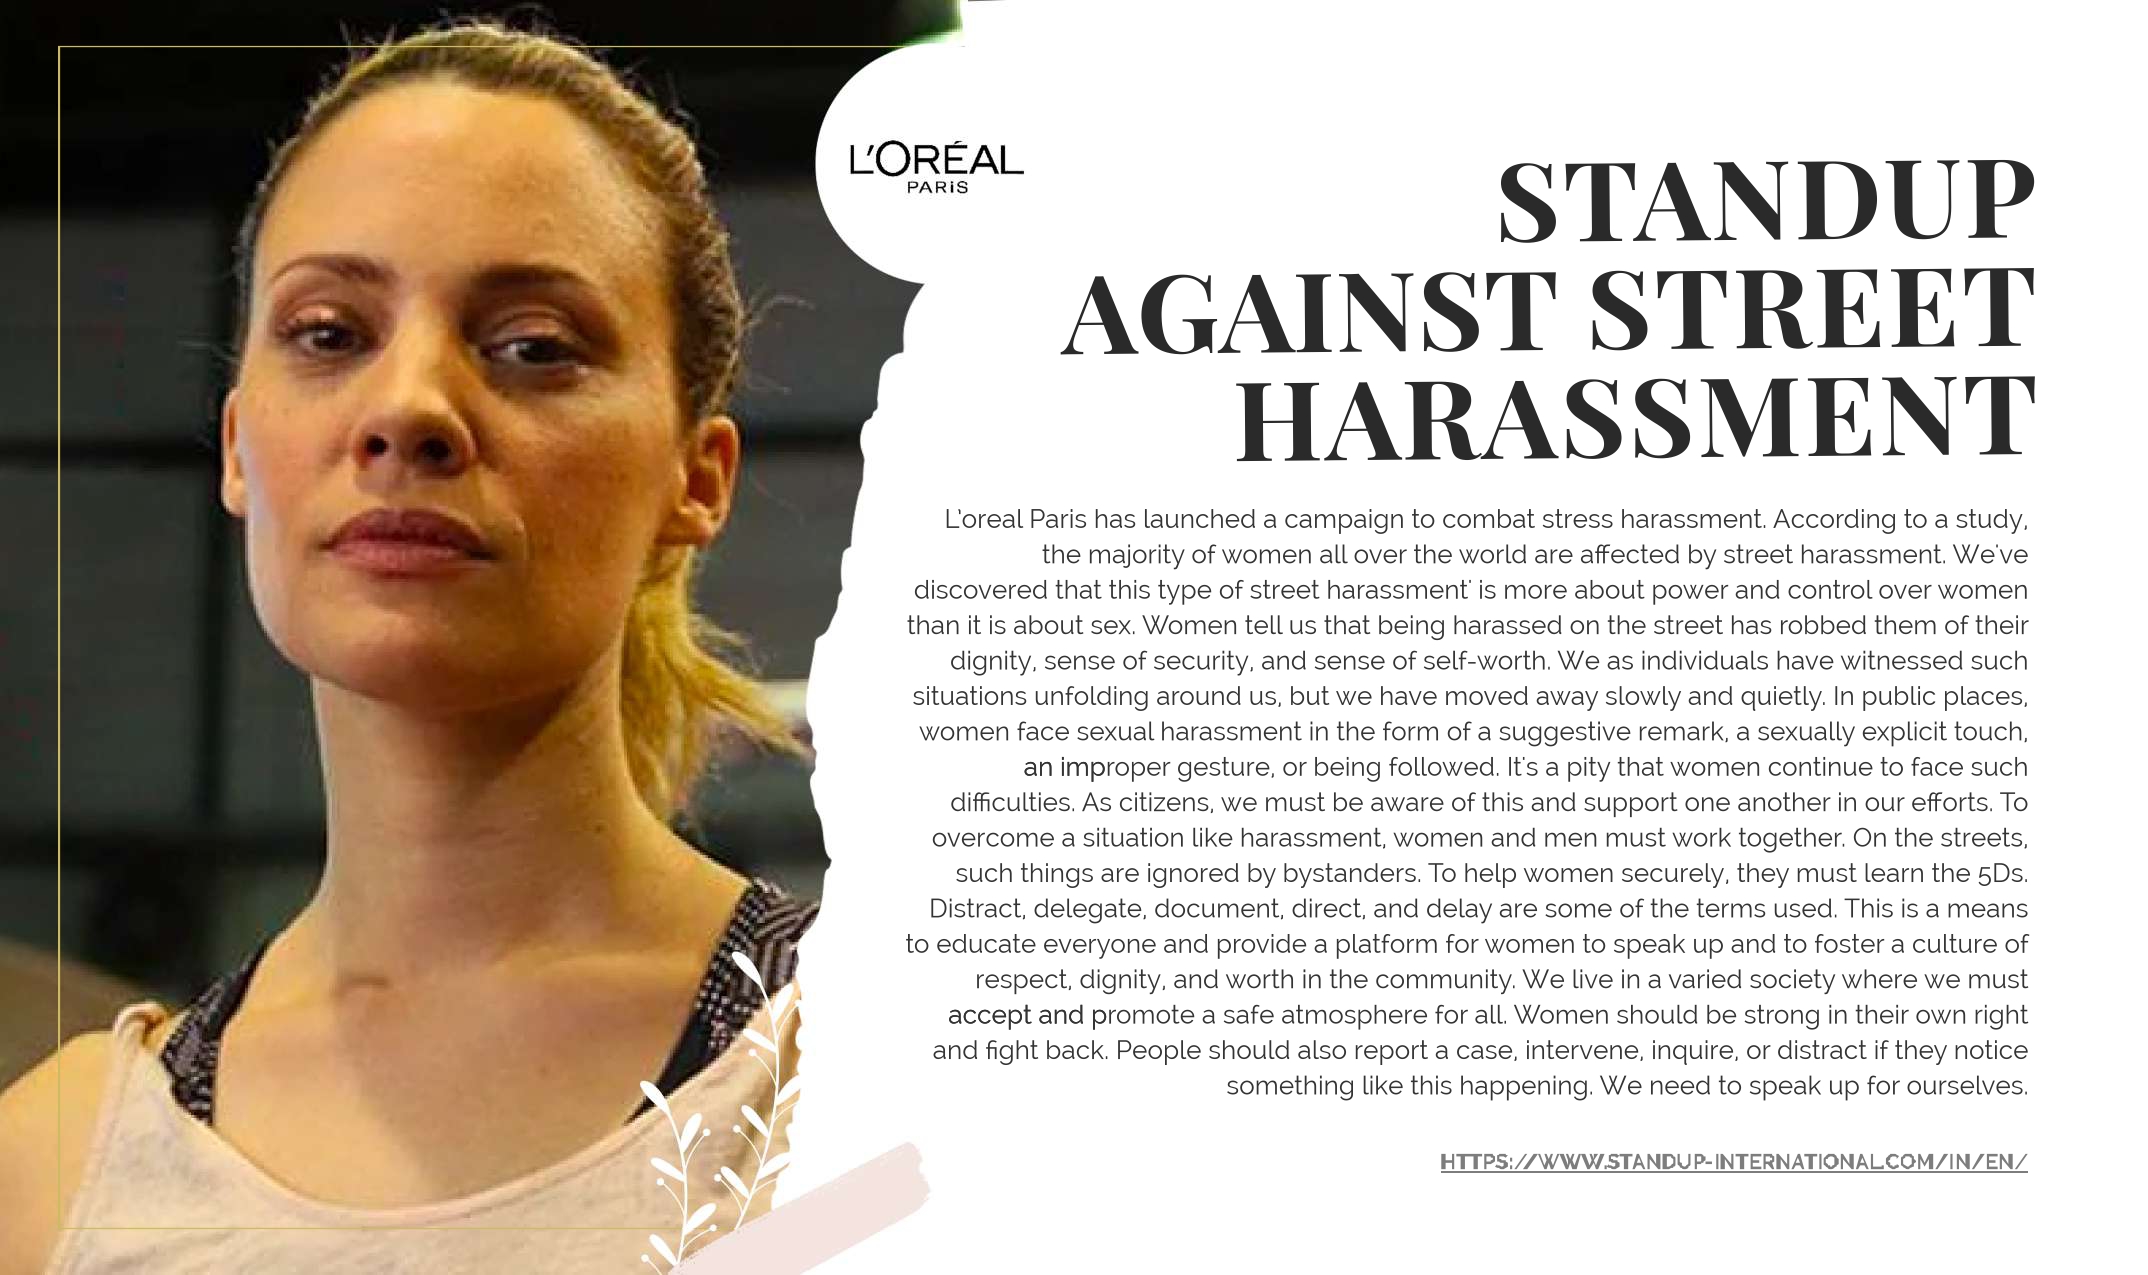 L'ORÉAL
PARIS
STANDUP
AGAINST STREET
HARASSMENT
L'oreal Paris has launched a campaign to combat stress harassment. According to a study,
the majority of women all over the world are affected by street harassment. We've
discovered that this type of street harassment' is more about power and control over women
than it is about sex. Women tell us that being harassed on the street has robbed them of their
dignity, sense of security, and sense of self-worth. We as individuals have witnessed such
situations unfolding around us, but we have moved away slowly and quietly. In public places,
women face sexual harassment in the form of a suggestive remark, a sexually explicit touch,
an improper gesture, or being followed. It's a pity that women continue to face such
difficulties. As citizens, we must be aware of this and support one another in our efforts. To
overcome a situation like harassment, women and men must work together. On the streets,
such things are ignored by bystanders. To help women securely, they must learn the 5Ds.
Distract, delegate, document, direct, and delay are some of the terms used. This is a means
to educate everyone and provide a platform for women to speak up and to foster a culture of
respect, dignity, and worth in the community. We live in a varied society where we must
accept and promote a safe atmosphere for all. Women should be strong in their own right
and fight back. People should also report a case, intervene, inquire, or distract if they notice
something like this happening. We need to speak up for ourselves.
HTTPS://WWW.STANDUP-INTERNATIONAL.COM/IN/EN/